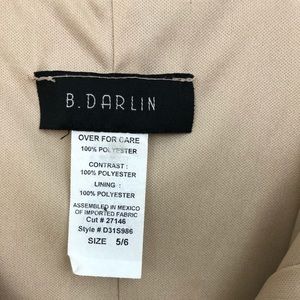 B.DARLIN
OVER FOR CARE
100% POLYESTER
CONTRAST :
100% POLYESTER
LINING :
100% POLYESTER
ASSEMBLED IN MEXICO
OF IMPORTED FABRIC
Cut # 27146
Style # D31S986
SIZE 5/6